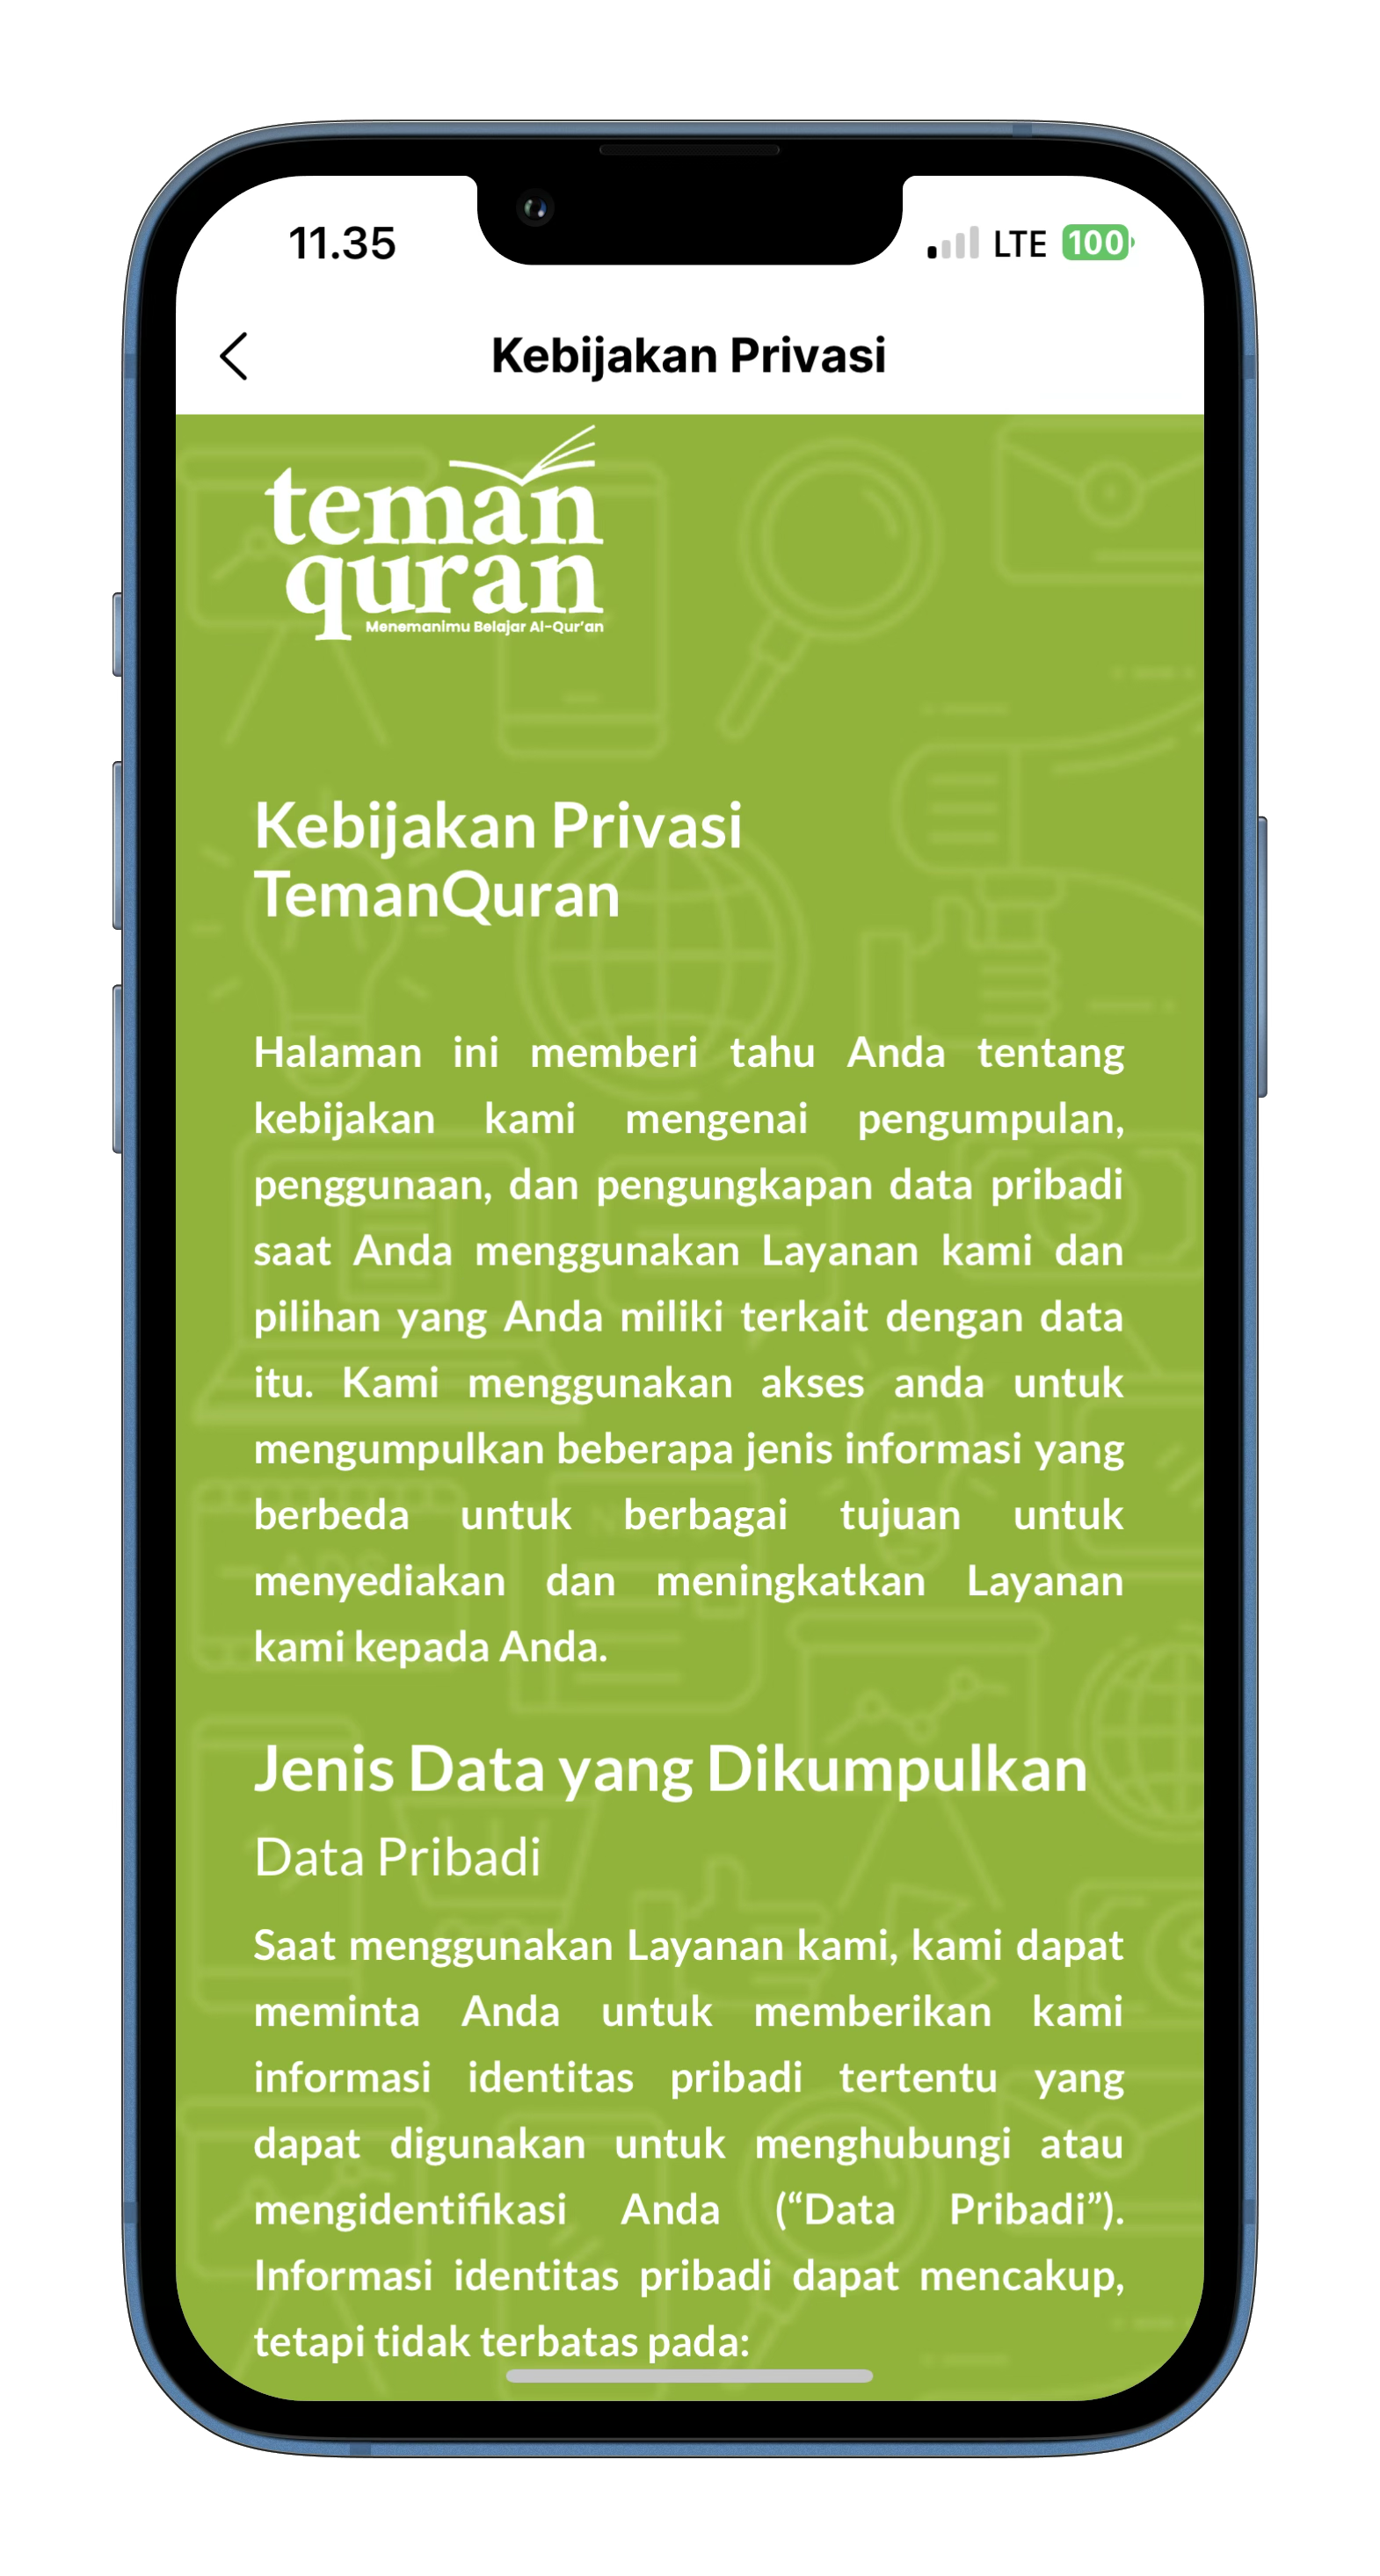 11.35
LTE 100
Kebijakan Privasi
teman
quran
Menemanimu Belajar Al-Qur'an
Kebijakan Privasi
TemanQuran
Halaman ini memberi tahu Anda tentang
kebijakan kami mengenai pengumpulan,
penggunaan, dan pengungkapan data pribadi
saat Anda menggunakan Layanan kami dan
pilihan yang Anda miliki terkait dengan data
itu. Kami menggunakan akses anda untuk
mengumpulkan beberapa jenis informasi yang
berbeda untuk berbagai tujuan untuk
menyediakan dan meningkatkan Layanan
kami kepada Anda.
Jenis Data yang Dikumpulkan
Data Pribadi
Saat menggunakan Layanan kami, kami dapat
meminta Anda untuk memberikan kami
informasi identitas pribadi tertentu yang
dapat digunakan untuk menghubungi atau
mengidentifikasi Anda (“Data Pribadi”).
Informasi identitas pribadi dapat mencakup,
tetapi tidak terbatas pada: